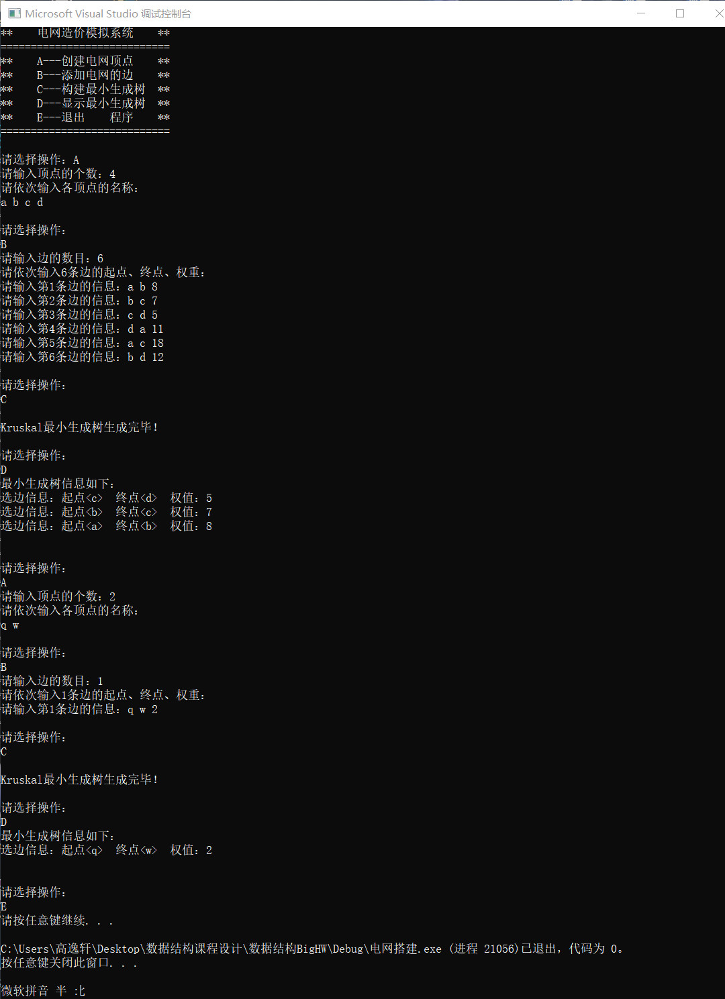 Microsoft Visual Studio 调试控制台
** 电网造价模拟系统 **
============================
** A---创建电网顶点 **
** B---添加电网的边 **
** C---构建最小生成树 **
** D---显示最小生成树 **
** E---退出 程序 **
============================
请选择操作：A
请输入顶点的个数：4
请依次输入各顶点的名称：
a b c d
请选择操作：
B
请输入边的数目：6
请依次输入6条边的起点、终点、权重：
请输入第1条边的信息：a b 8
请输入第2条边的信息：b c 7
请输入第3条边的信息：c d 5
请输入第4条边的信息：d a 11
请输入第5条边的信息：a c 18
请输入第6条边的信息：b d 12
请选择操作：
C
Kruskal最小生成树生成完毕！
请选择操作：
D
最小生成树信息如下：
选边信息：起点<c> 终点<d> 权值：5
选边信息：起点<b> 终点<c> 权值：7
选边信息：起点<a> 终点<b> 权值：8
请选择操作：
A
请输入顶点的个数：2
请依次输入各顶点的名称：
q w
请选择操作：
B
请输入边的数目：1
请依次输入1条边的起点、终点、权重：
请输入第1条边的信息：q w 2
请选择操作：
C
Kruskal最小生成树生成完毕！
请选择操作：
D
最小生成树信息如下：
选边信息：起点<q> 终点<w> 权值：2
请选择操作：
E
请按任意键继续. . .
C:\Users\高逸轩\Desktop\数据结构课程设计\数据结构BigHW\Debug\电网搭建.exe (进程 21056)已退出，代码为 0。
按任意键关闭此窗口. . .
微软拼音 半 :